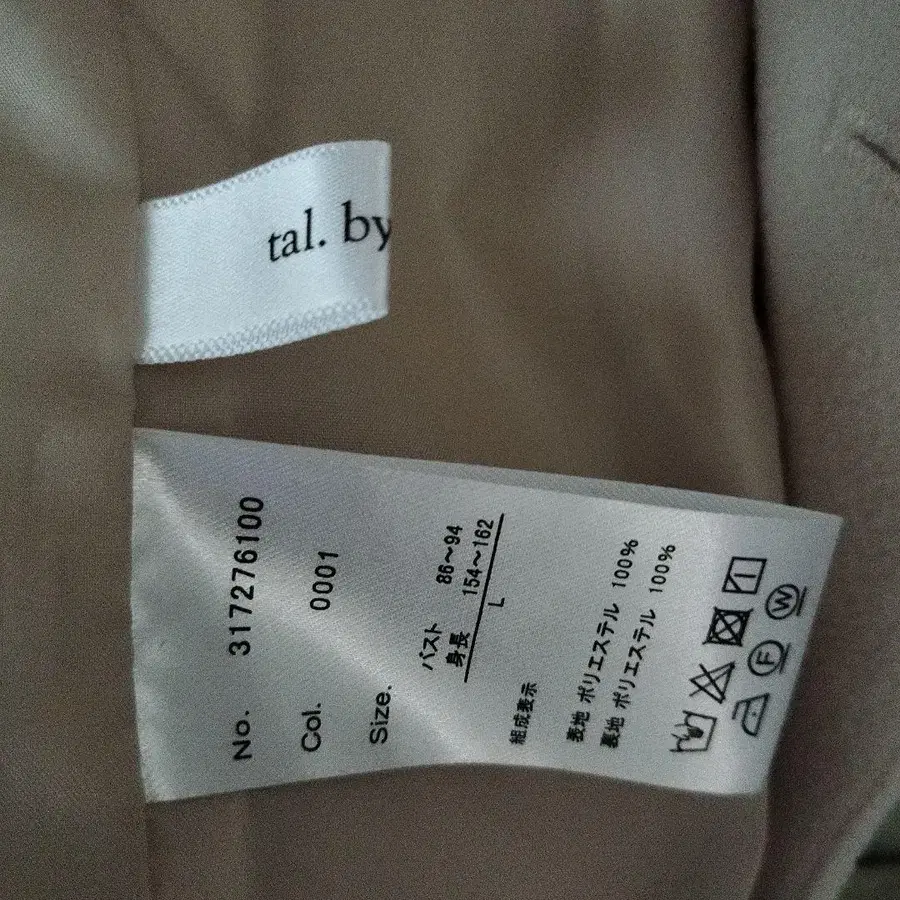 tal. by
No. 317276100
Col. 0001
Size.
バスト 86～94
身長 154～162
L
組成表示
表地 ポリエステル 100%
裏地 ポリエステル 100%
F W